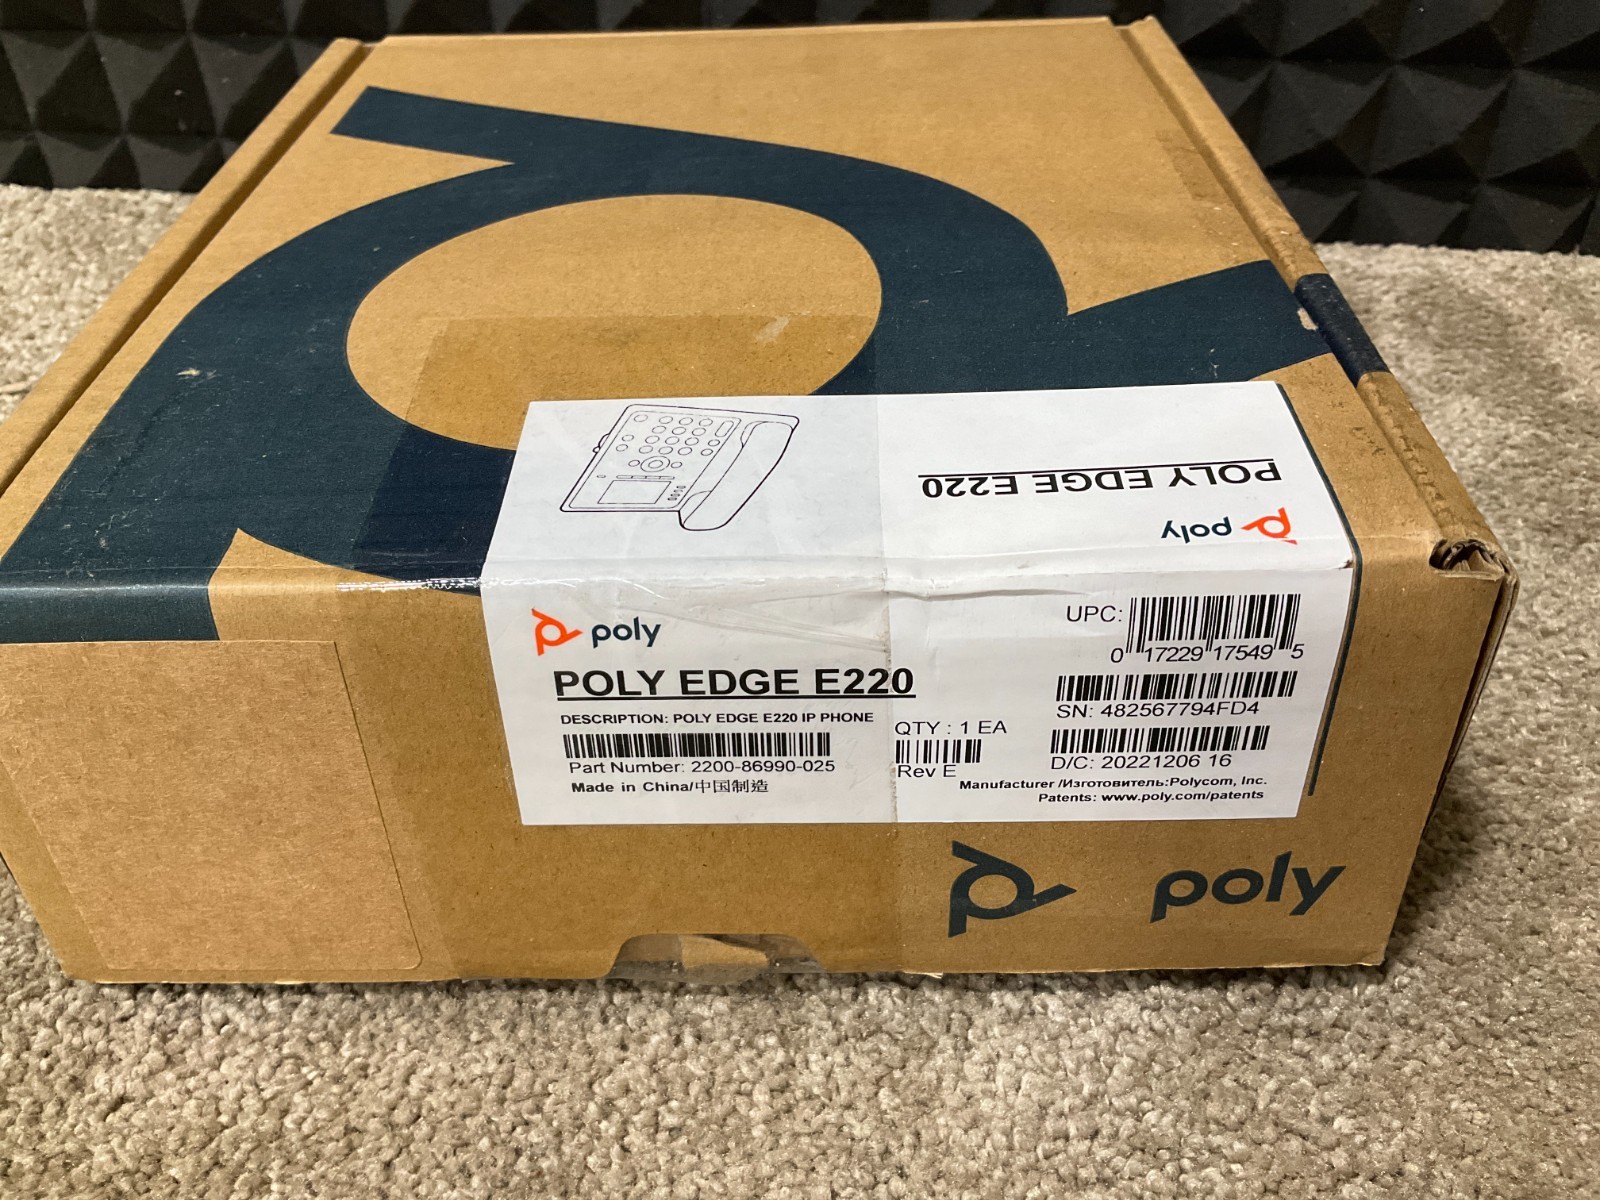 POLY EDGE E220
poly
poly
POLY EDGE E220
DESCRIPTION: POLY EDGE E220 IP PHONE
Part Number: 2200-86990-025
Made in China/中国制造
QTY : 1 EA
Rev E
UPC:
0 17229 17549 5
SN: 482567794FD4
D/C: 20221206 16
Manufacturer /Изготовитель:Polycom, Inc.
Patents: www.poly.com/patents
poly